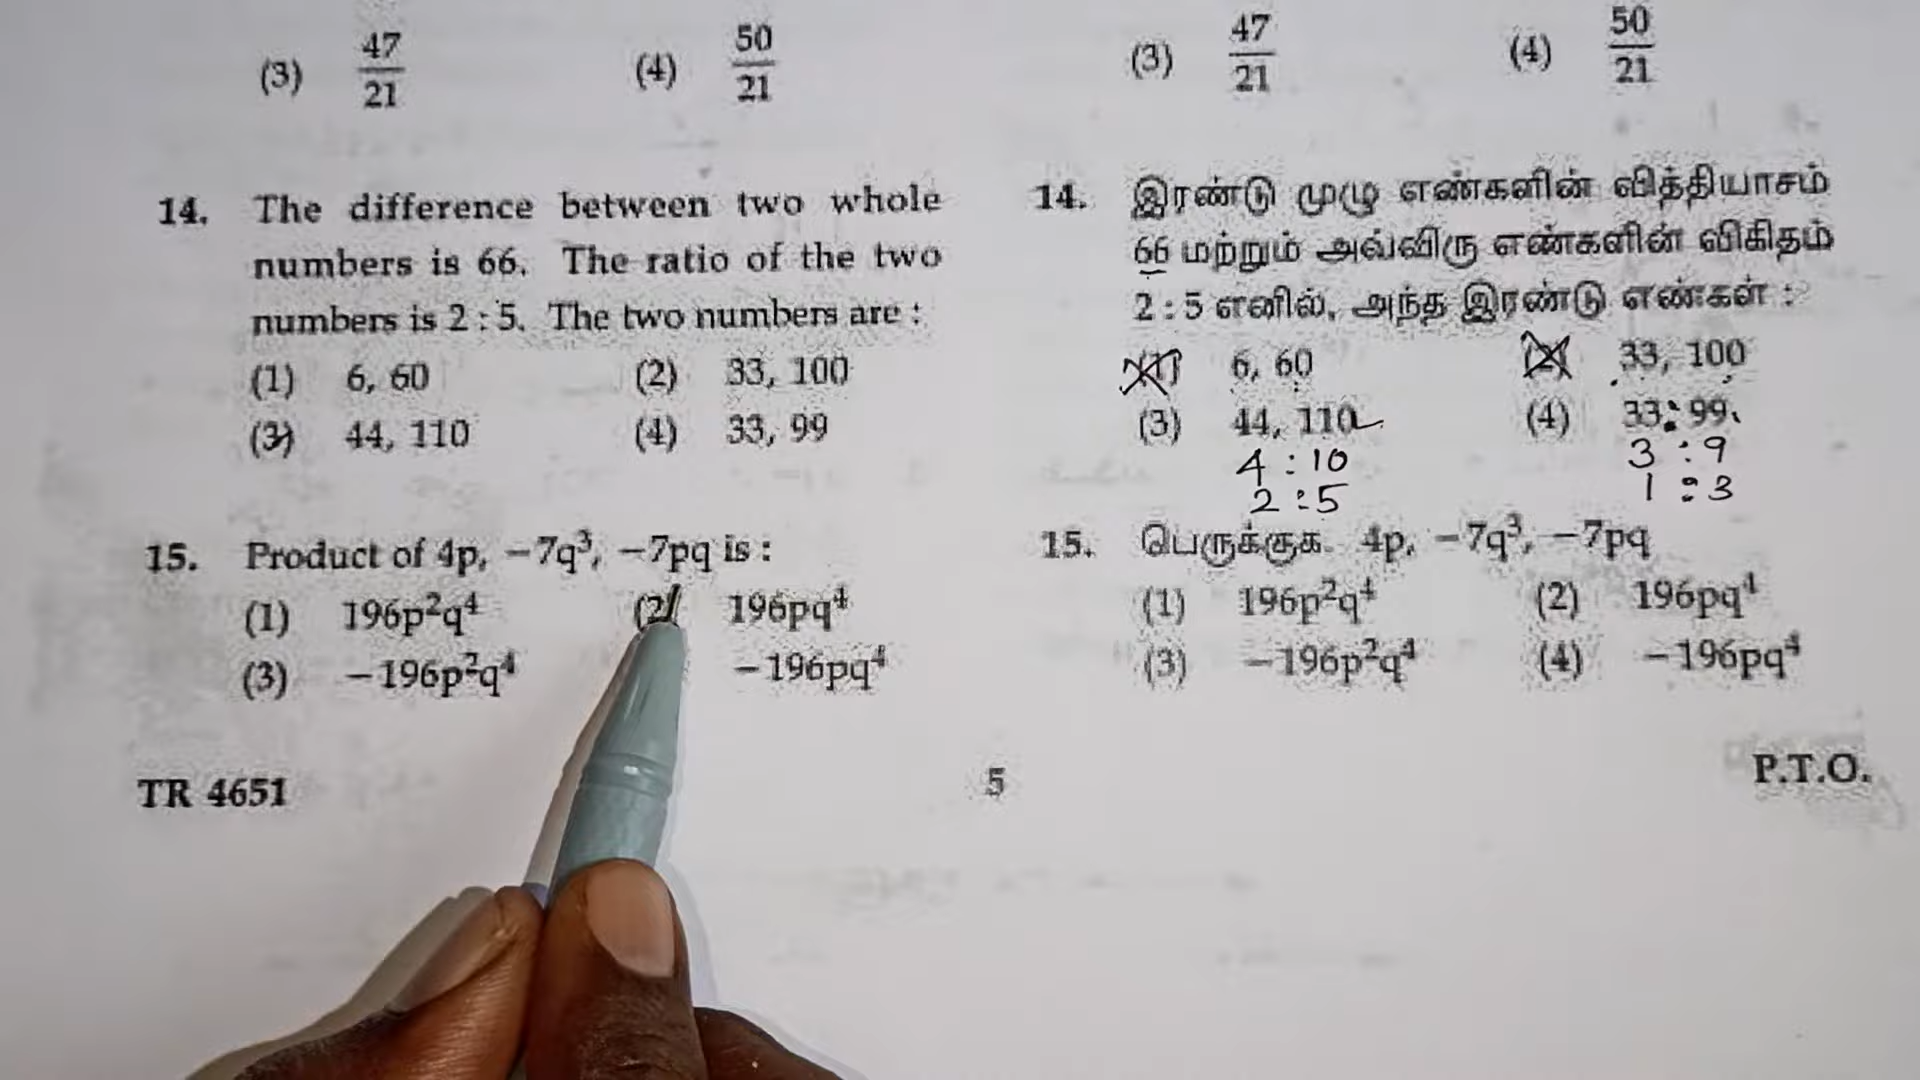 (3) 47/21 (4) 50/21
14. The difference between two whole
numbers is 66. The ratio of the two
numbers is 2 : 5. The two numbers are :
(1) 6, 60 (2) 33, 100
(3) 44, 110 (4) 33, 99
15. Product of 4p, −7q³, −7pq is :
(1) 196p²q⁴ (2) 196pq⁴
(3) −196p²q⁴ −196pq⁴
TR 4651
(3) 47/21 (4) 50/21
14. இரண்டு முழு எண்களின் வித்தியாசம்
66 மற்றும் அவ்விரு எண்களின் விகிதம்
2 : 5 எனில், அந்த இரண்டு எண்கள் :
(1) 6, 60 (2) 33, 100
(3) 44, 110 (4) 33 : 99
4 : 10 3 : 9
2 : 5 1 : 3
15. பெருக்குக 4p, −7q³, −7pq
(1) 196p²q⁴ (2) 196pq⁴
(3) −196p²q⁴ (4) −196pq⁴
5
P.T.O.